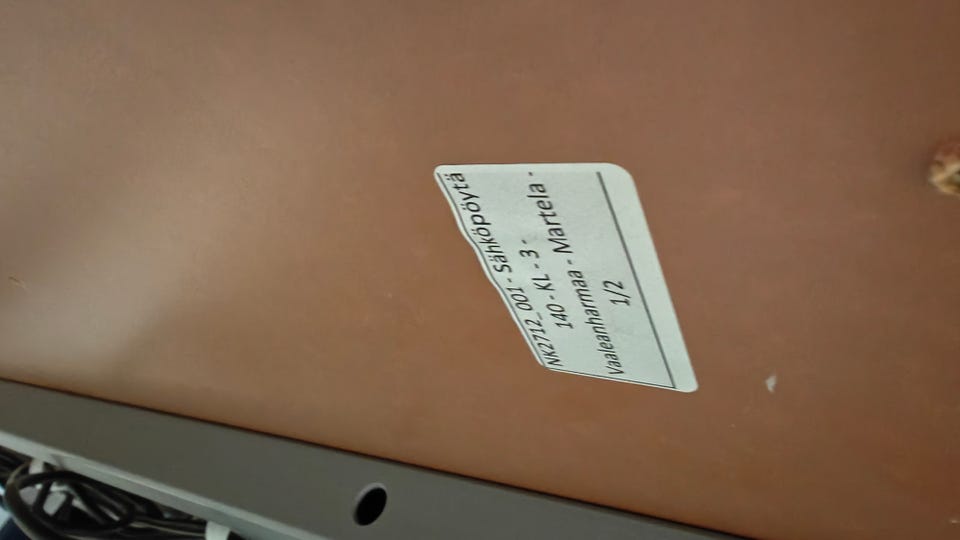 NK2712_001 - Sähköpöytä
140 - KL - 3 -
Vaaleanharmaa - Martela -
1/2